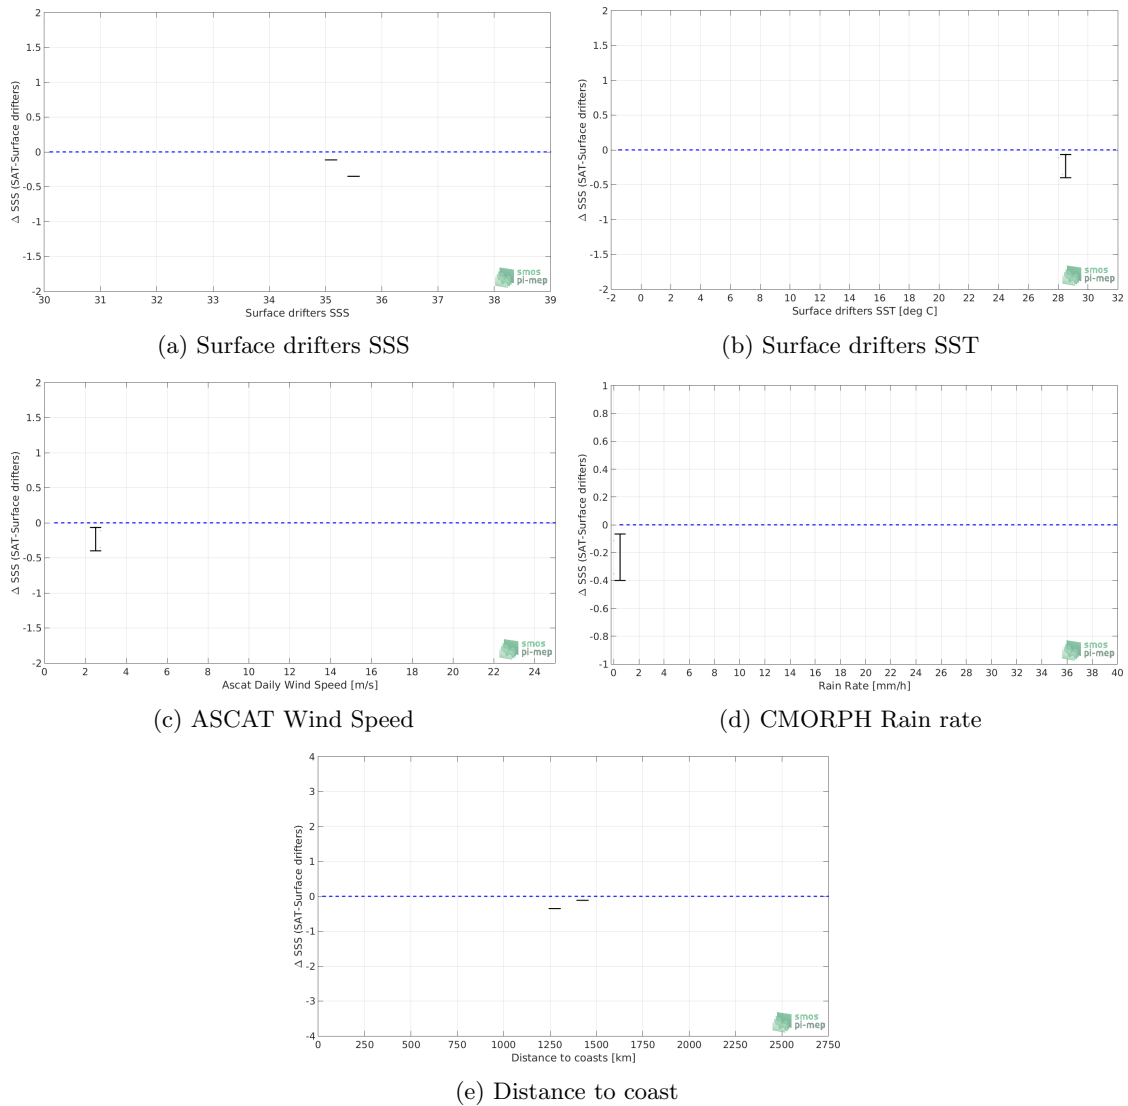 2
1.5
1
0.5
0
-0.5
-1
-1.5
-2
Δ SSS (SAT-Surface drifters)
30 31 32 33 34 35 36 37 38 39
Surface drifters SSS
smos
pi-mep
(a) Surface drifters SSS
2
1.5
1
0.5
0
-0.5
-1
-1.5
-2
Δ SSS (SAT-Surface drifters)
-2 0 2 4 6 8 10 12 14 16 18 20 22 24 26 28 30 32
Surface drifters SST [deg C]
smos
pi-mep
(b) Surface drifters SST
2
1.5
1
0.5
0
-0.5
-1
-1.5
-2
Δ SSS (SAT-Surface drifters)
0 2 4 6 8 10 12 14 16 18 20 22 24
Ascat Daily Wind Speed [m/s]
smos
pi-mep
(c) ASCAT Wind Speed
1
0.8
0.6
0.4
0.2
0
-0.2
-0.4
-0.6
-0.8
-1
Δ SSS (SAT-Surface drifters)
0 2 4 6 8 10 12 14 16 18 20 22 24 26 28 30 32 34 36 38 40
Rain Rate [mm/h]
smos
pi-mep
(d) CMORPH Rain rate
4
3
2
1
0
-1
-2
-3
-4
Δ SSS (SAT-Surface drifters)
0 250 500 750 1000 1250 1500 1750 2000 2250 2500 2750
Distance to coasts [km]
smos
pi-mep
(e) Distance to coast